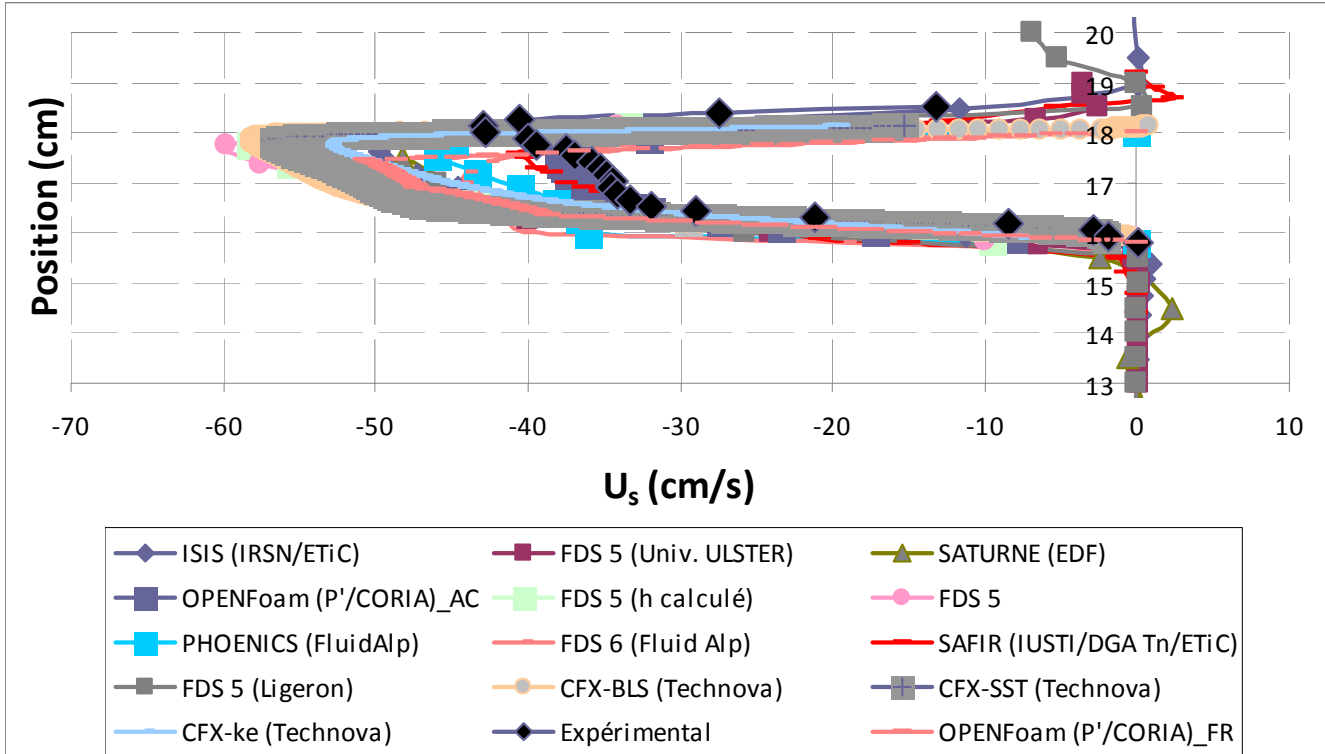 Position (cm)
20
19
18
17
16
15
14
13
-70 -60 -50 -40 -30 -20 -10 0 10
Us (cm/s)
ISIS (IRSN/ETiC) FDS 5 (Univ. ULSTER) SATURNE (EDF)
OPENFoam (P'/CORIA)_AC FDS 5 (h calculé) FDS 5
PHOENICS (FluidAlp) FDS 6 (Fluid Alp) SAFIR (IUSTI/DGA Tn/ETiC)
FDS 5 (Ligeron) CFX-BLS (Technova) CFX-SST (Technova)
CFX-ke (Technova) Expérimental OPENFoam (P'/CORIA)_FR